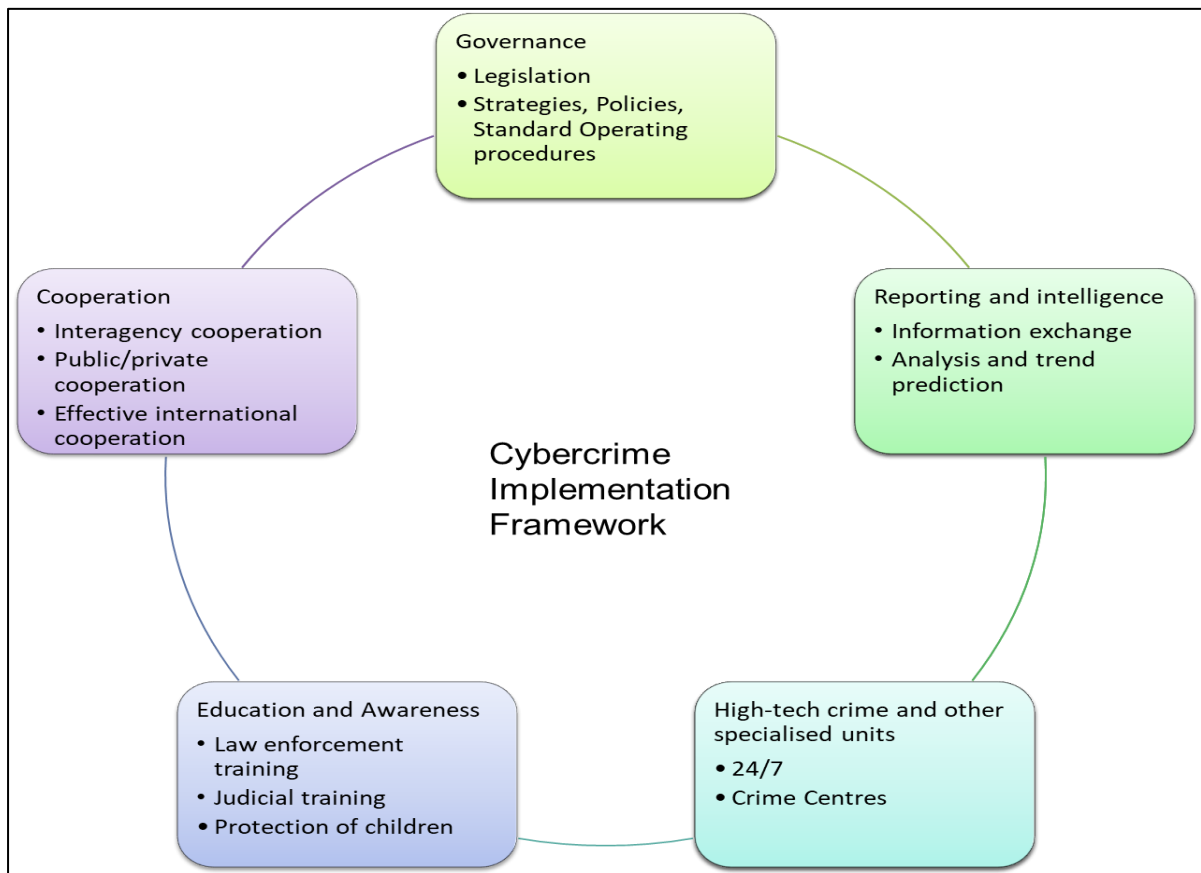 Governance
• Legislation
• Strategies, Policies,
Standard Operating
procedures
Reporting and intelligence
• Information exchange
• Analysis and trend
prediction
High-tech crime and other
specialised units
• 24/7
• Crime Centres
Education and Awareness
• Law enforcement
training
• Judicial training
• Protection of children
Cooperation
• Interagency cooperation
• Public/private
cooperation
• Effective international
cooperation
Cybercrime
Implementation
Framework